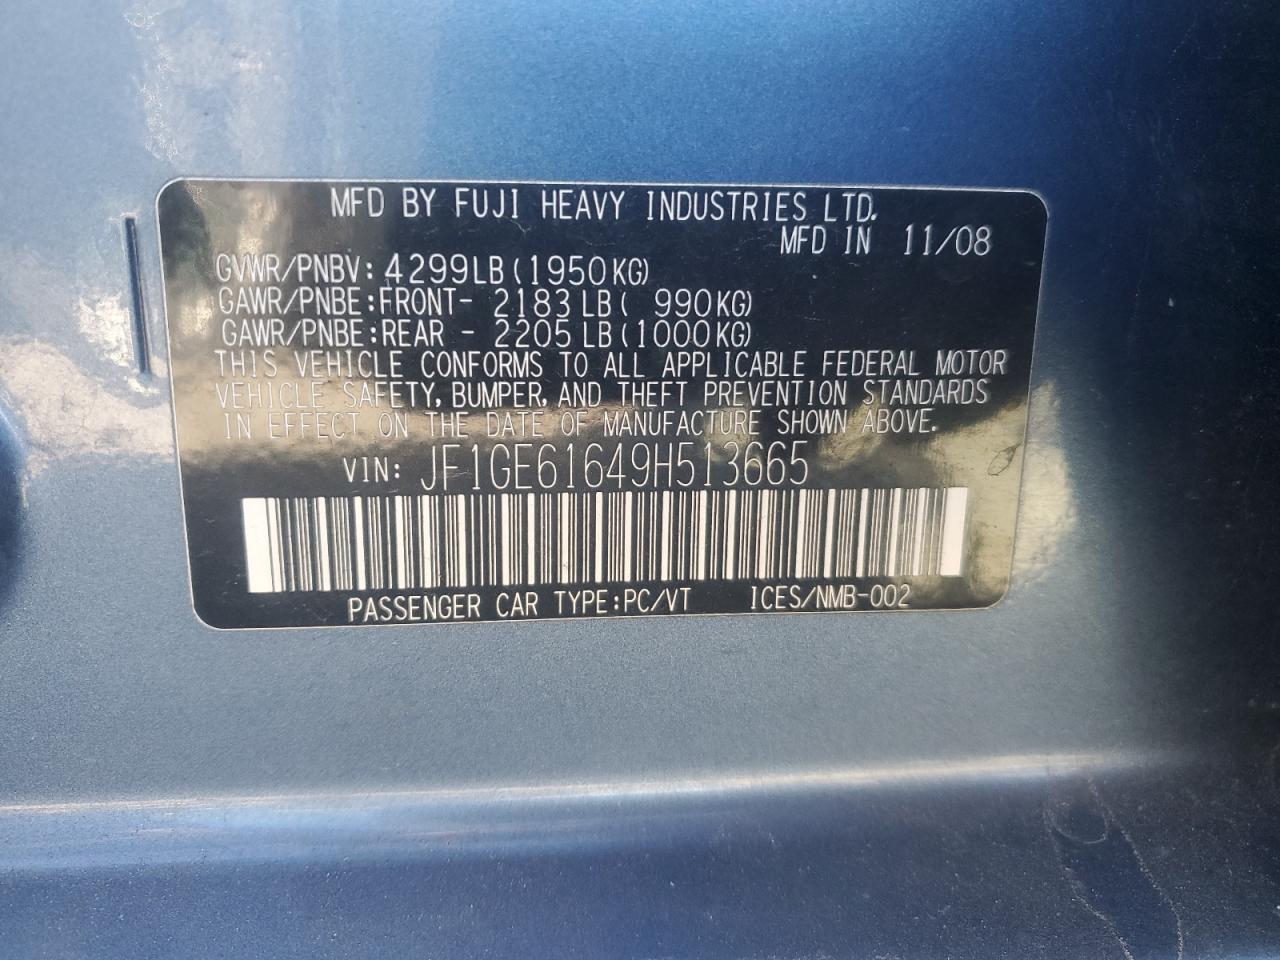 MFD BY FUJI HEAVY INDUSTRIES LTD.
MFD IN 11/08
GVWR/PNBV: 4299LB (1950KG)
GAWR/PNBE:FRONT- 2183 LB ( 990KG)
GAWR/PNBE:REAR - 2205 LB (1000KG)
THIS VEHICLE CONFORMS TO ALL APPLICABLE FEDERAL MOTOR
VEHICLE SAFETY, BUMPER, AND THEFT PREVENTION STANDARDS
IN EFFECT ON THE DATE OF MANUFACTURE SHOWN ABOVE.
VIN: JF1GE61649H513665
PASSENGER CAR TYPE:PC/VT ICES/NMB-002